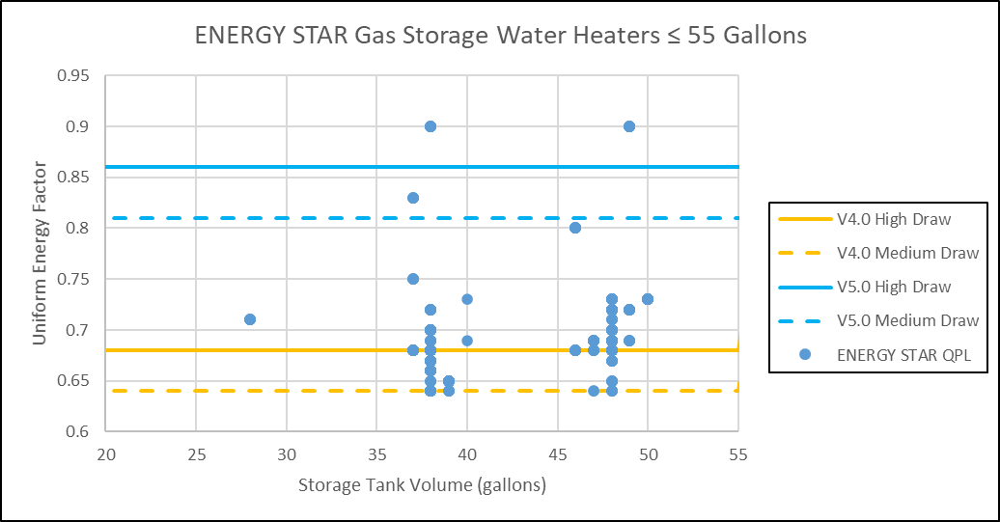 ENERGY STAR Gas Storage Water Heaters ≤ 55 Gallons
0.95
0.9
0.85
0.8
0.75
0.7
0.65
0.6
Uniform Energy Factor
20 25 30 35 40 45 50 55
Storage Tank Volume (gallons)
V4.0 High Draw
V4.0 Medium Draw
V5.0 High Draw
V5.0 Medium Draw
ENERGY STAR QPL